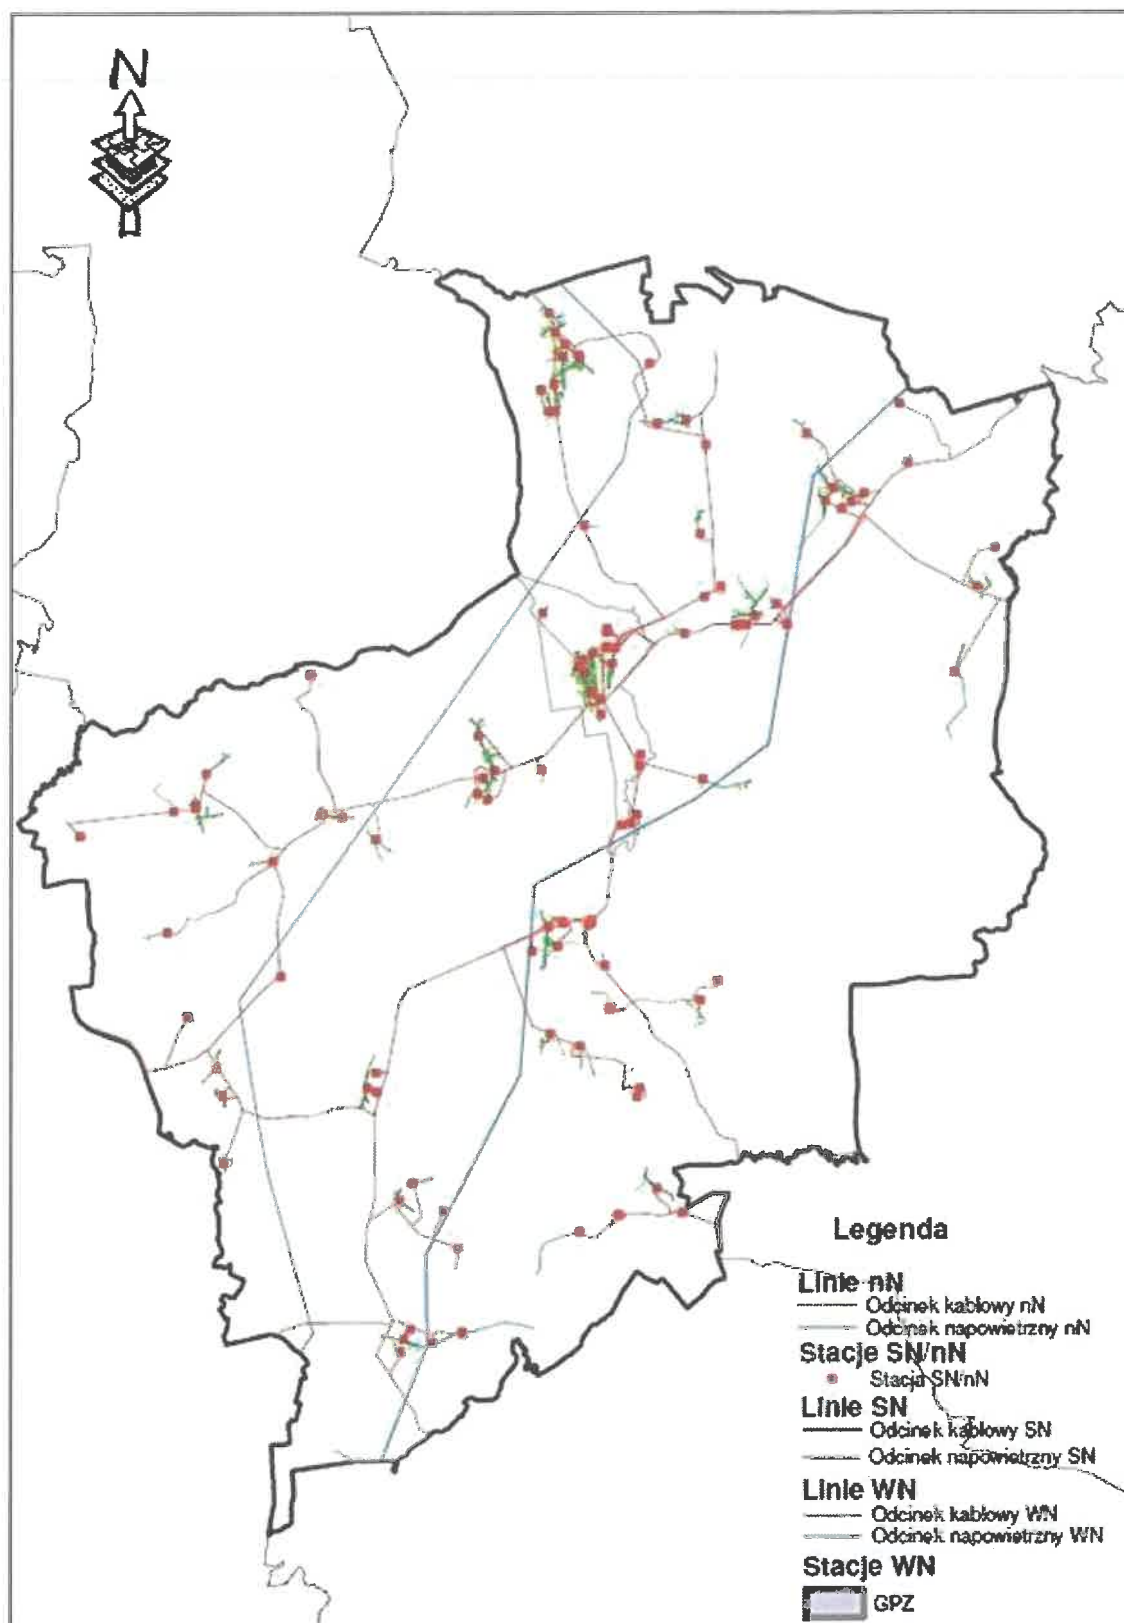 N
Legenda
Linie nN
Odcinek kablowy nN
Odcinek napowietrzny nN
Stacje SN/nN
Stacja SN/nN
Linie SN
Odcinek kablowy SN
Odcinek napowietrzny SN
Linie WN
Odcinek kablowy WN
Odcinek napowietrzny WN
Stacje WN
GPZ